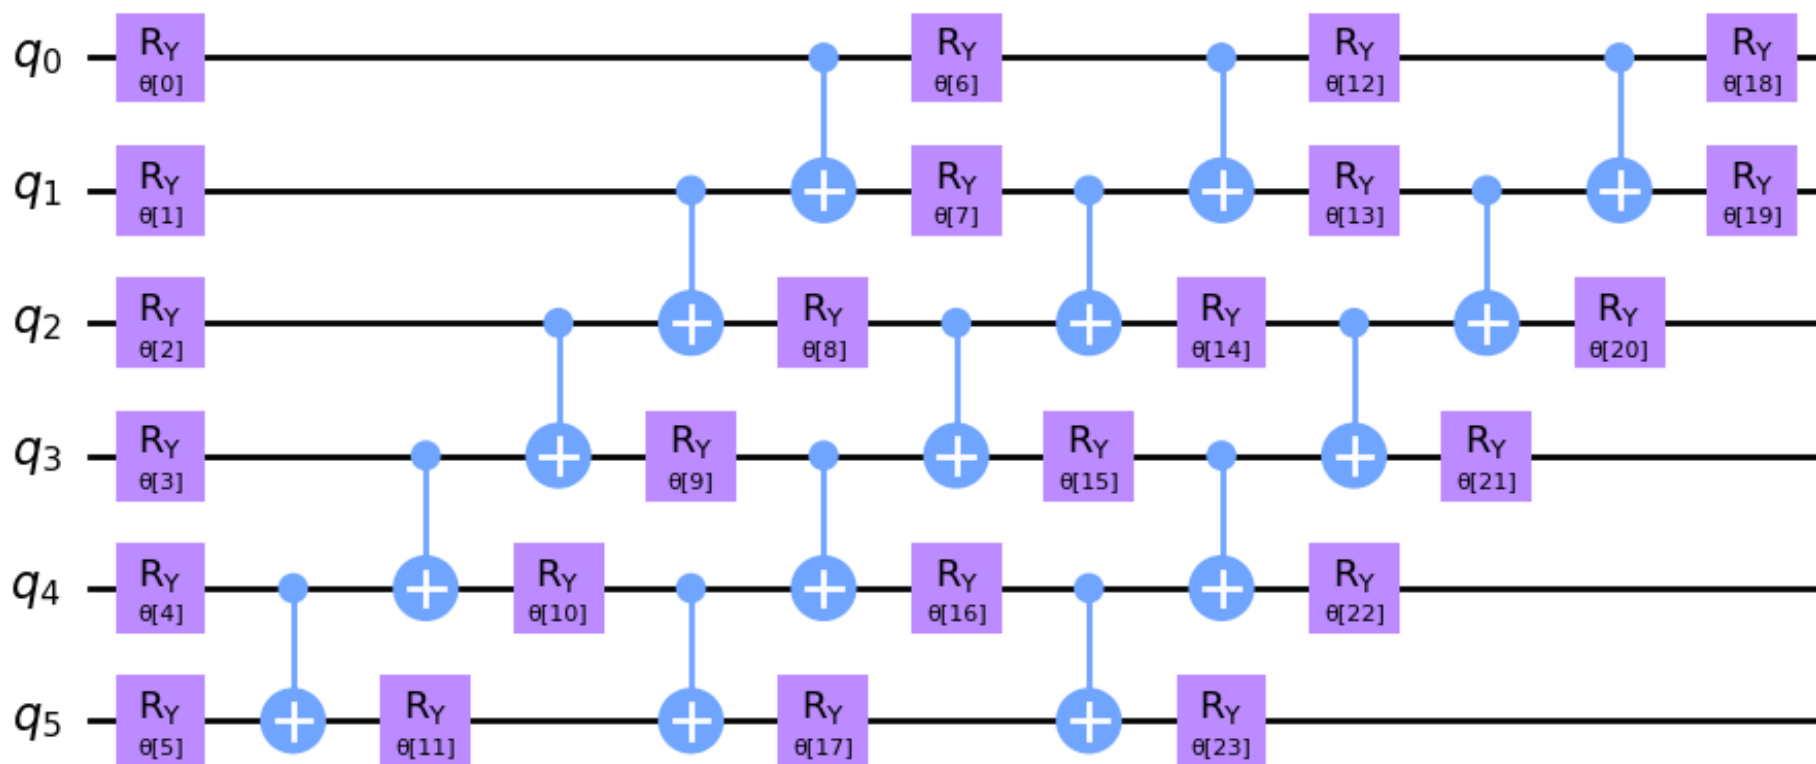 q0 RY RY RY RY
θ[0] θ[6] θ[12] θ[18]
q1 RY RY RY RY
θ[1] θ[7] θ[13] θ[19]
q2 RY RY RY RY
θ[2] θ[8] θ[14] θ[20]
q3 RY RY RY RY
θ[3] θ[9] θ[15] θ[21]
q4 RY RY RY RY
θ[4] θ[10] θ[16] θ[22]
q5 RY RY RY RY
θ[5] θ[11] θ[17] θ[23]